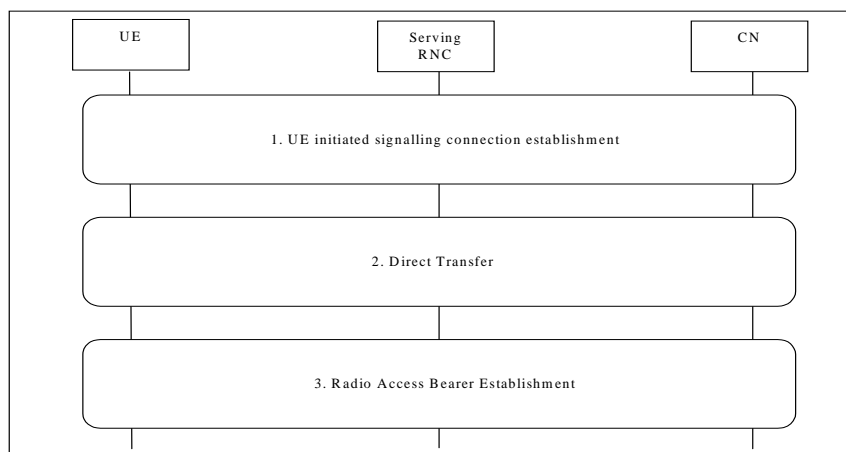 UE
Serving
RNC
CN
1. UE initiated signalling connection establishment
2. Direct Transfer
3. Radio Access Bearer Establishment